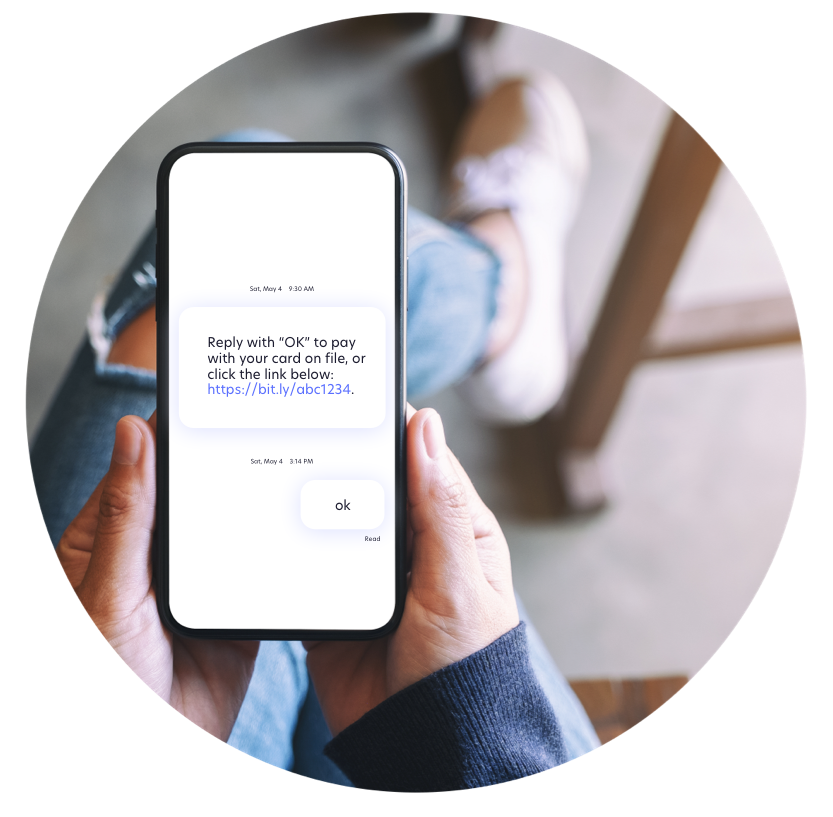 Sat, May 4 9:30 AM
Reply with “OK” to pay
with your card on file, or
click the link below:
https://bit.ly/abc1234.
Sat, May 4 3:14 PM
ok
Read